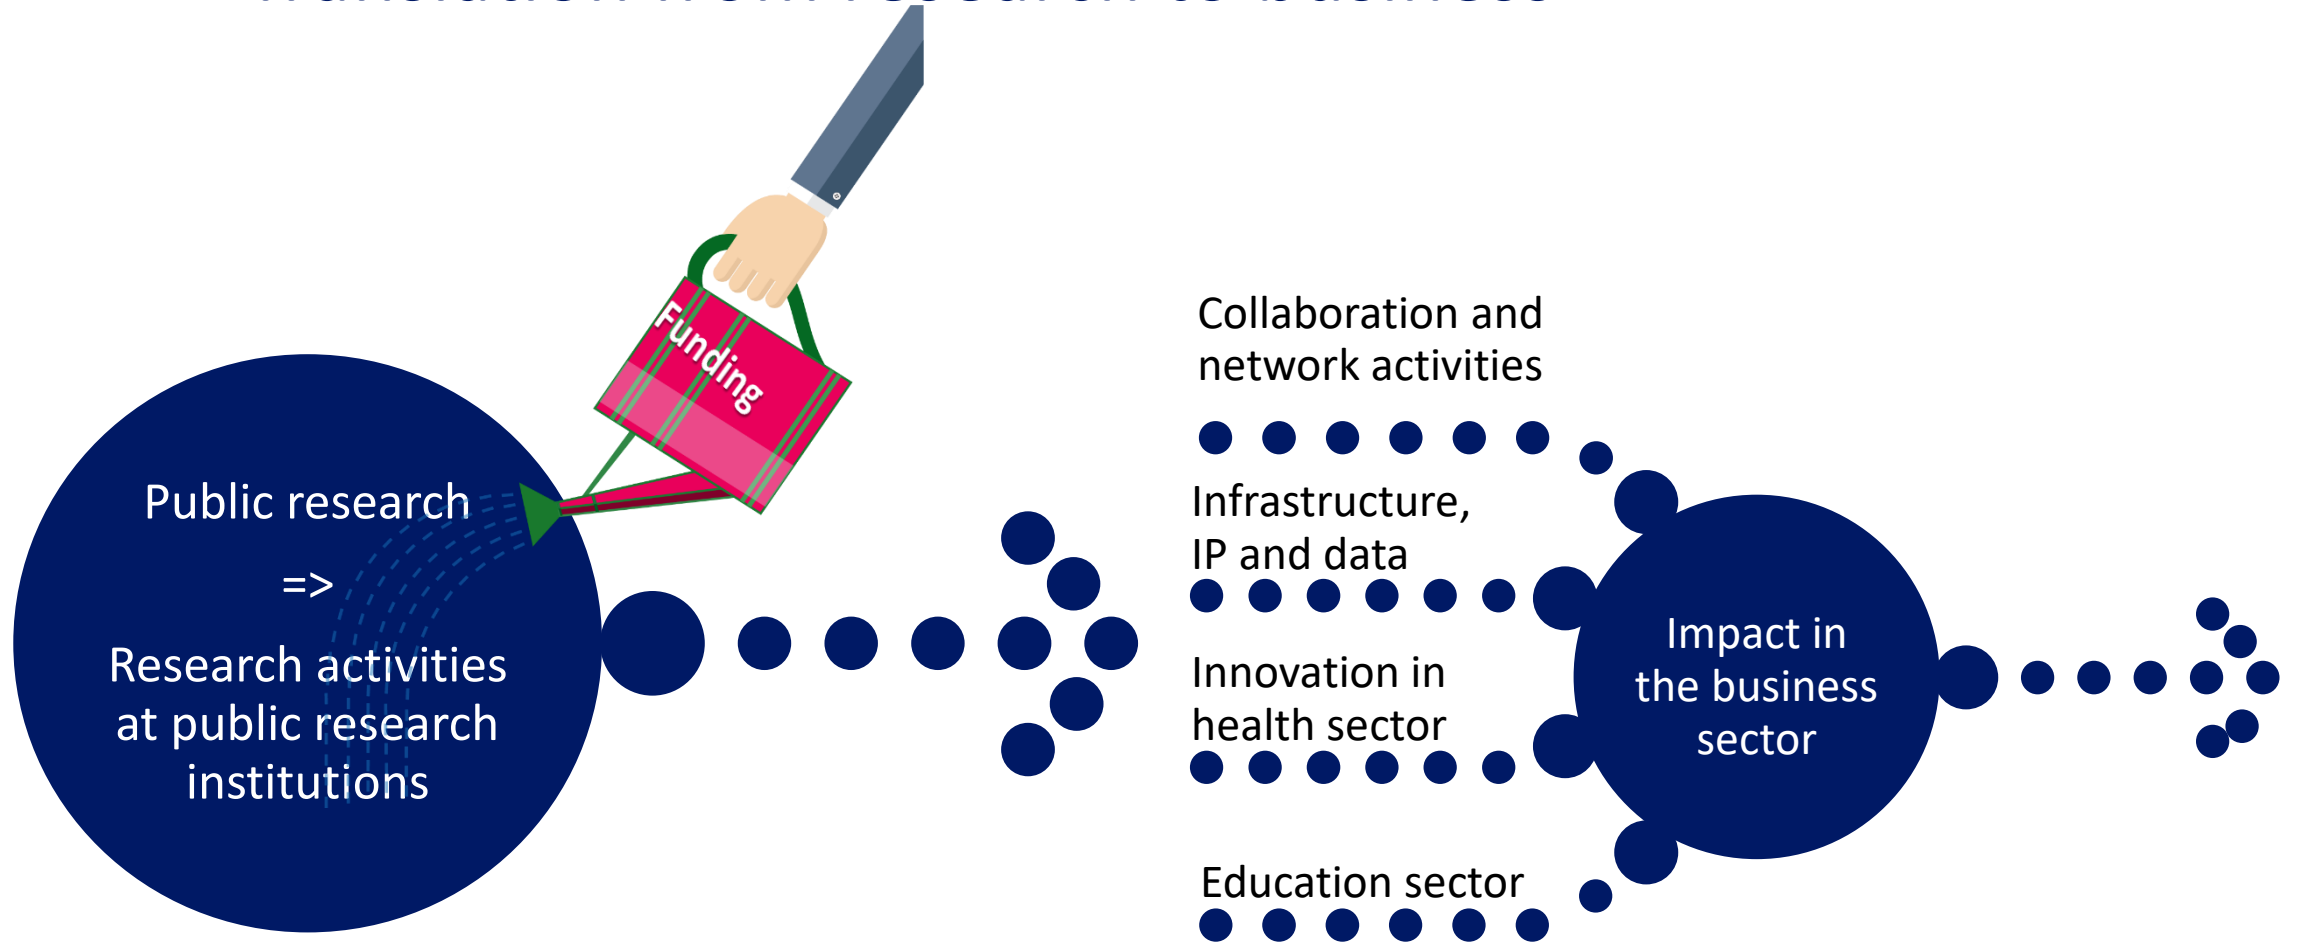 Funding
Public research
=>
Research activities
at public research
institutions
Collaboration and
network activities
Infrastructure,
IP and data
Innovation in
health sector
Education sector
Impact in
the business
sector